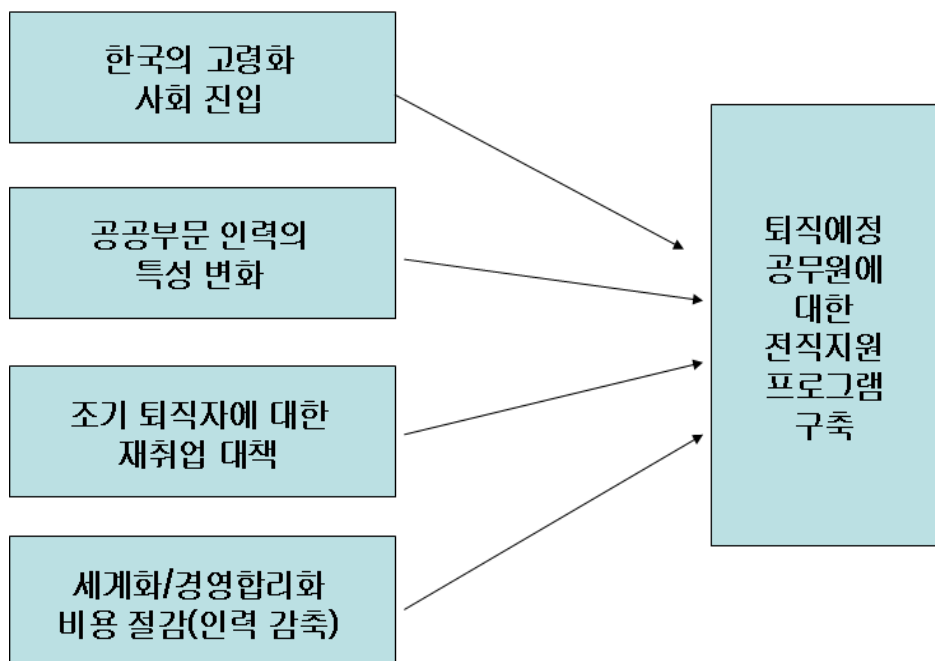 한국의 고령화
사회 진입
공공부문 인력의
특성 변화
조기 퇴직자에 대한
재취업 대책
세계화/경영합리화
비용 절감(인력 감축)
퇴직예정
공무원에
대한
전직지원
프로그램
구축